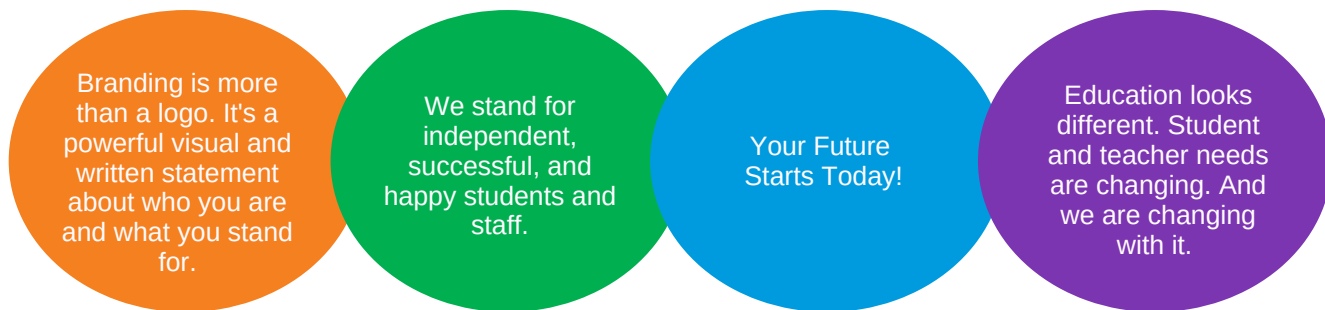 Branding is more
than a logo. It's a
powerful visual and
written statement
about who you are
and what you stand
for.
We stand for
independent,
successful, and
happy students and
staff.
Your Future
Starts Today!
Education looks
different. Student
and teacher needs
are changing. And
we are changing
with it.